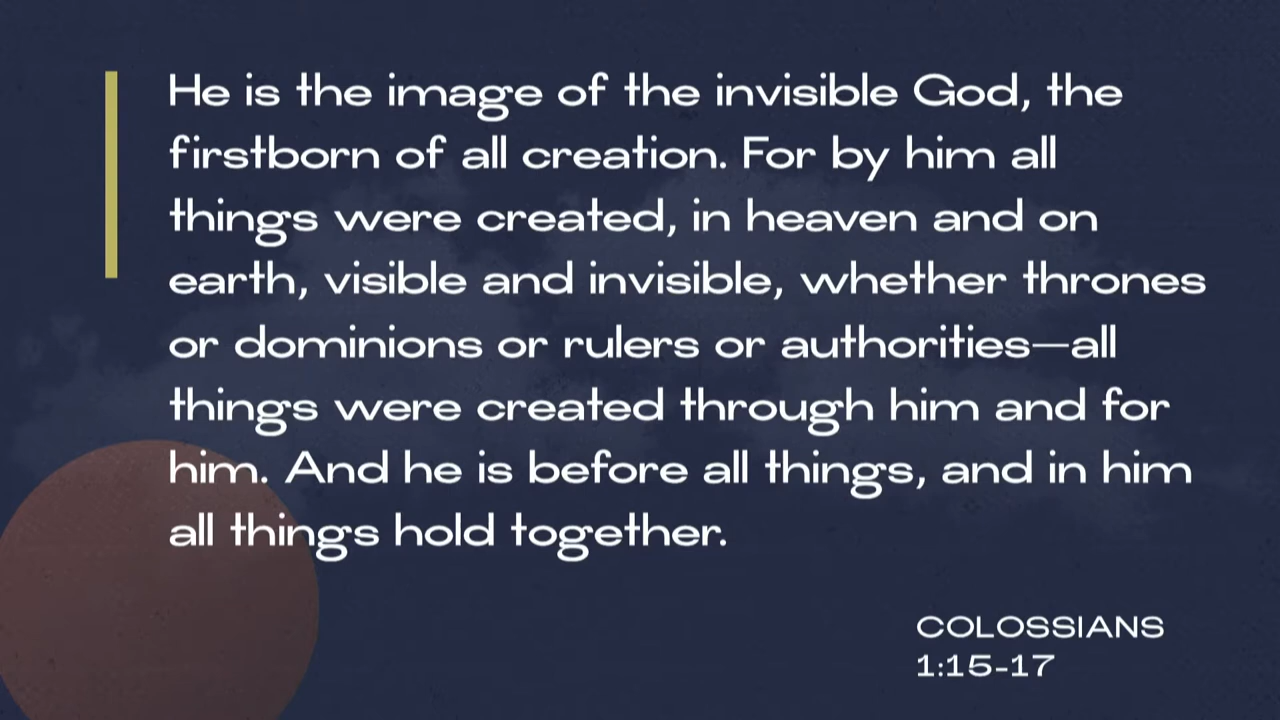 He is the image of the invisible God, the
firstborn of all creation. For by him all
things were created, in heaven and on
earth, visible and invisible, whether thrones
or dominions or rulers or authorities—all
things were created through him and for
him. And he is before all things, and in him
all things hold together.
COLOSSIANS
1:15-17